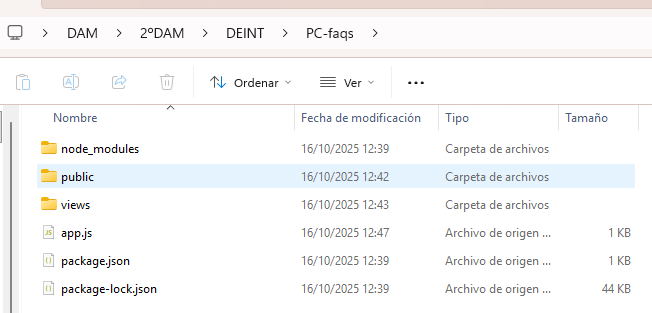 DAM > 2ºDAM > DEINT > PC-faqs >
Ordenar Ver ...
Nombre Fecha de modificación Tipo Tamaño
node_modules 16/10/2025 12:39 Carpeta de archivos
public 16/10/2025 12:42 Carpeta de archivos
views 16/10/2025 12:43 Carpeta de archivos
app.js 16/10/2025 12:47 Archivo de origen ... 1 KB
package.json 16/10/2025 12:39 Archivo de origen ... 1 KB
package-lock.json 16/10/2025 12:39 Archivo de origen ... 44 KB